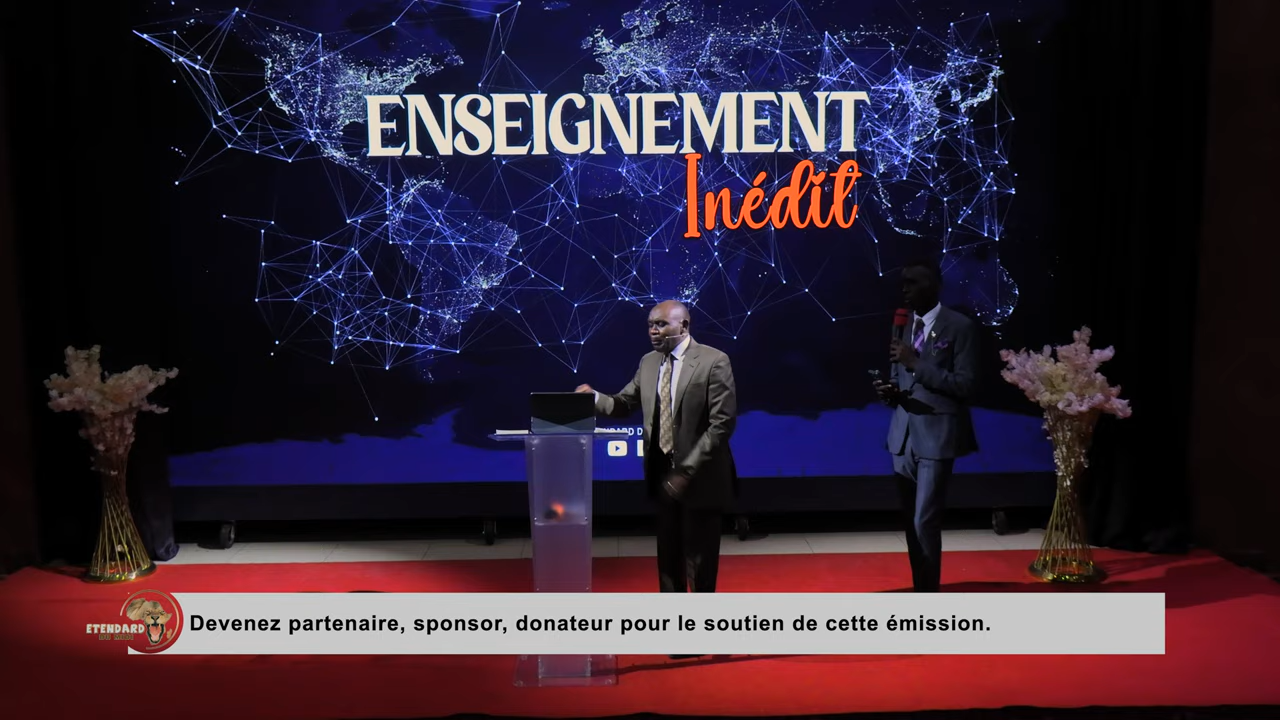 ENSEIGNEMENT
Inédit
ETENDARD
Devenez partenaire, sponsor, donateur pour le soutien de cette émission.